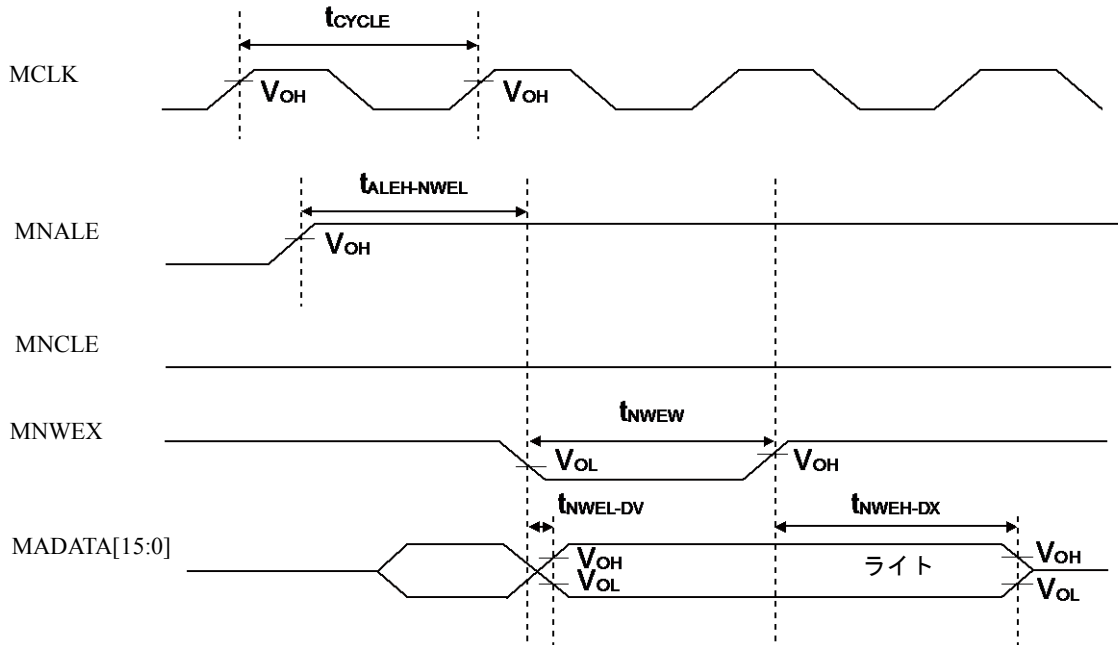 tCYCLE
MCLK
VOH
VOH
tALEH-NWEL
MNALE
VOH
MNCLE
tNWEW
MNWEX
VOL
VOH
tNWEL-DV
tNWEH-DX
MADATA[15:0]
VOH
VOL
ライト
VOH
VOL